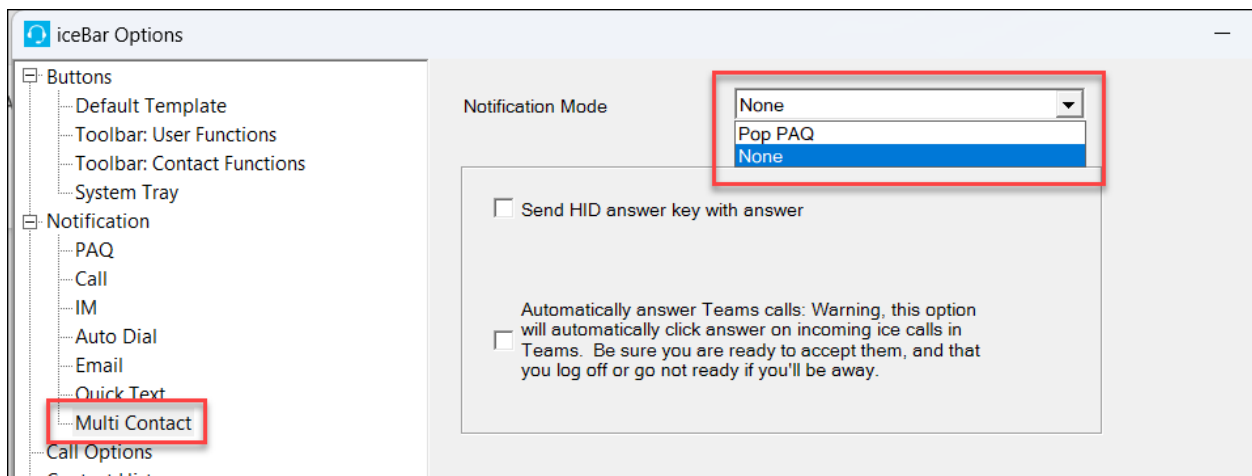 iceBar Options
Buttons
Default Template
Toolbar: User Functions
Toolbar: Contact Functions
System Tray
Notification
PAQ
Call
IM
Auto Dial
Email
Quick Text
Multi Contact
Call Options
Notification Mode
None
Pop PAQ
None
Send HID answer key with answer
Automatically answer Teams calls: Warning, this option
will automatically click answer on incoming ice calls in
Teams. Be sure you are ready to accept them, and that
you log off or go not ready if you'll be away.